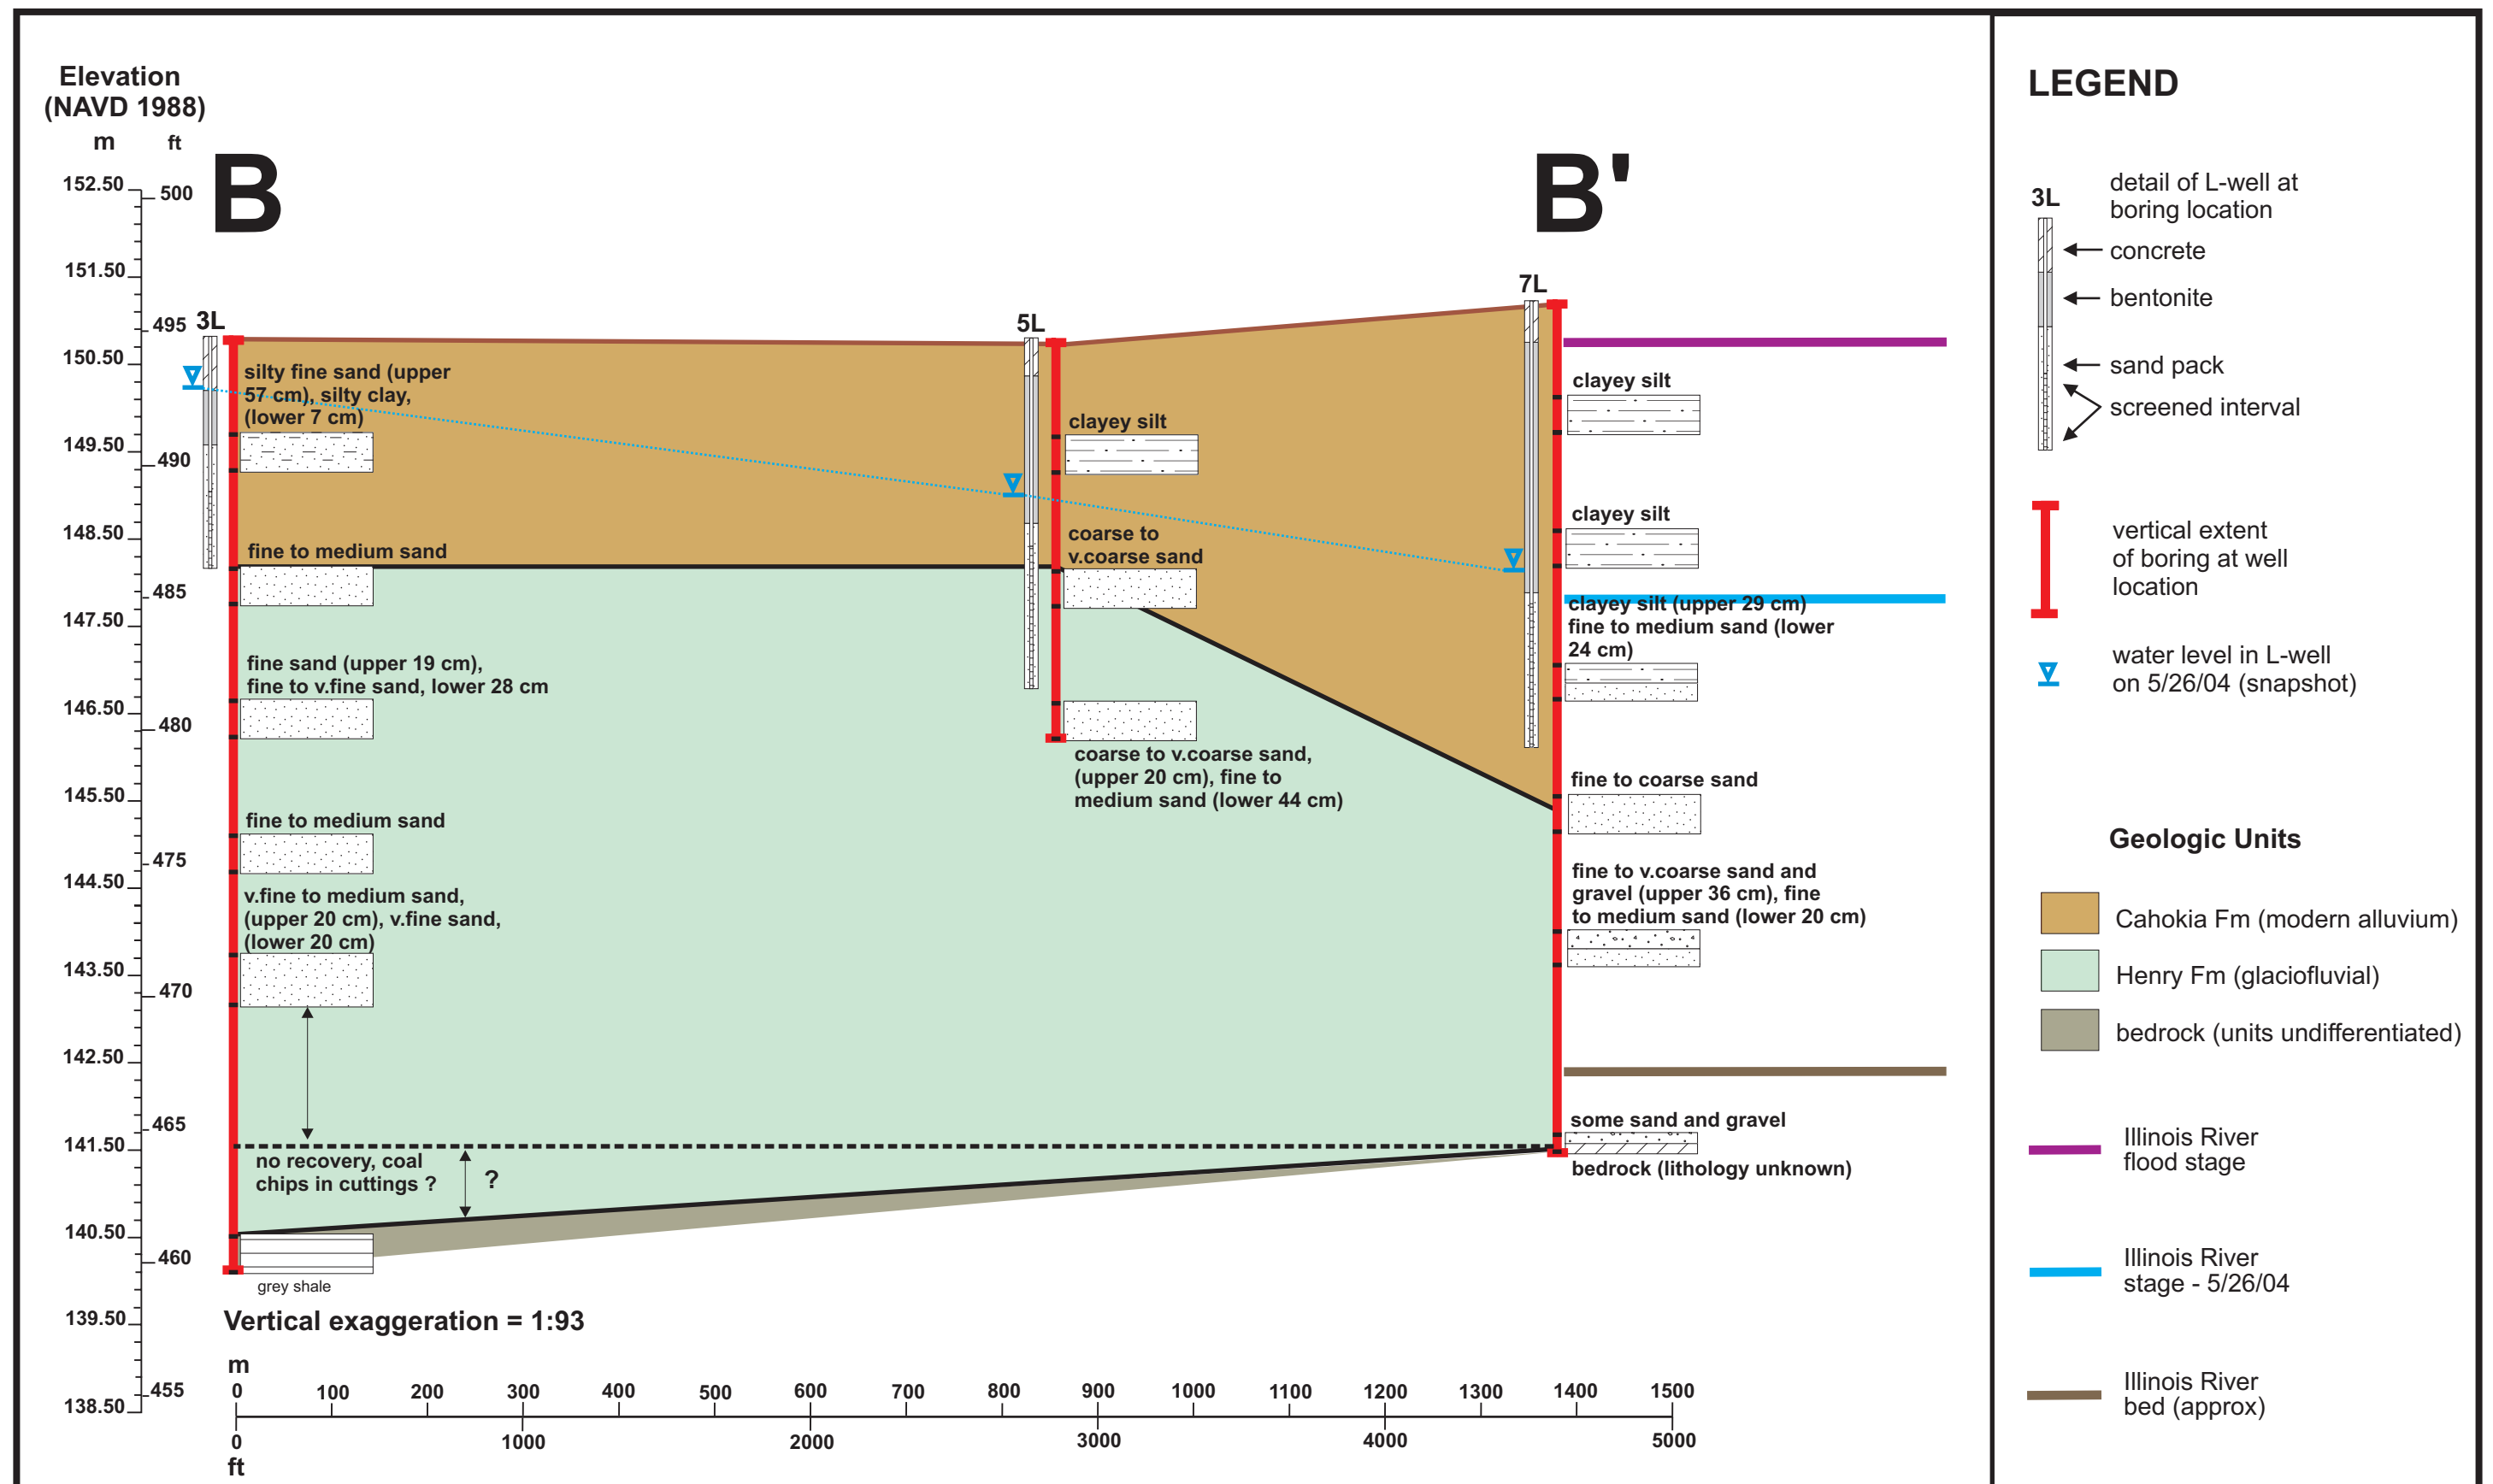 Elevation
(NAVD 1988)
m
ft
152.50
151.50
150.50
149.50
148.50
147.50
146.50
145.50
144.50
143.50
142.50
141.50
140.50
139.50
138.50
500
495
490
485
480
475
470
465
460
455
B
B'
3L
5L
7L
silty fine sand (upper
57 cm), silty clay,
(lower 7 cm)
fine to medium sand
fine sand (upper 19 cm),
fine to v.fine sand, lower 28 cm
fine to medium sand
v.fine to medium sand,
(upper 20 cm), v.fine sand,
(lower 20 cm)
no recovery, coal
chips in cuttings ?
?
grey shale
clayey silt
coarse to
v.coarse sand
coarse to v.coarse sand,
(upper 20 cm), fine to
medium sand (lower 44 cm)
clayey silt
clayey silt
clayey silt (upper 29 cm)
fine to medium sand (lower
24 cm)
fine to coarse sand
fine to v.coarse sand and
gravel (upper 36 cm), fine
to medium sand (lower 20 cm)
some sand and gravel
bedrock (lithology unknown)
Vertical exaggeration = 1:93
m
0 100 200 300 400 500 600 700 800 900 1000 1100 1200 1300 1400 1500
0 1000 2000 3000 4000 5000
ft
LEGEND
3L
detail of L-well at
boring location
concrete
bentonite
sand pack
screened interval
vertical extent
of boring at well
location
water level in L-well
on 5/26/04 (snapshot)
Geologic Units
Cahokia Fm (modern alluvium)
Henry Fm (glaciofluvial)
bedrock (units undifferentiated)
Illinois River
flood stage
Illinois River
stage - 5/26/04
Illinois River
bed (approx)